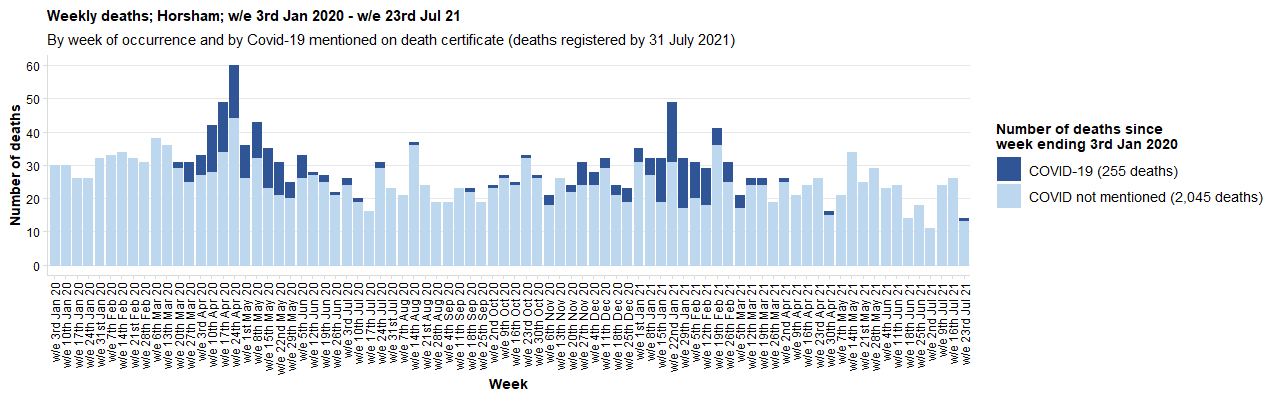 Weekly deaths; Horsham; w/e 3rd Jan 2020 - w/e 23rd Jul 21
By week of occurrence and by Covid-19 mentioned on death certificate (deaths registered by 31 July 2021)
Number of deaths
60
50
40
30
20
10
0
Number of deaths since
week ending 3rd Jan 2020
COVID-19 (255 deaths)
COVID not mentioned (2,045 deaths)
w/e 3rd Jan 20
w/e 10th Jan 20
w/e 17th Jan 20
w/e 24th Jan 20
w/e 31st Jan 20
w/e 7th Feb 20
w/e 14th Feb 20
w/e 21st Feb 20
w/e 28th Feb 20
w/e 6th Mar 20
w/e 13th Mar 20
w/e 20th Mar 20
w/e 27th Mar 20
w/e 3rd Apr 20
w/e 10th Apr 20
w/e 17th Apr 20
w/e 24th Apr 20
w/e 1st May 20
w/e 8th May 20
w/e 15th May 20
w/e 22nd May 20
w/e 29th May 20
w/e 5th Jun 20
w/e 12th Jun 20
w/e 19th Jun 20
w/e 26th Jun 20
w/e 3rd Jul 20
w/e 10th Jul 20
w/e 17th Jul 20
w/e 24th Jul 20
w/e 31st Jul 20
w/e 7th Aug 20
w/e 14th Aug 20
w/e 21st Aug 20
w/e 28th Aug 20
w/e 4th Sep 20
w/e 11th Sep 20
w/e 18th Sep 20
w/e 25th Sep 20
w/e 2nd Oct 20
w/e 9th Oct 20
w/e 16th Oct 20
w/e 23rd Oct 20
w/e 30th Oct 20
w/e 6th Nov 20
w/e 13th Nov 20
w/e 20th Nov 20
w/e 27th Nov 20
w/e 4th Dec 20
w/e 11th Dec 20
w/e 18th Dec 20
w/e 25th Dec 20
w/e 1st Jan 21
w/e 8th Jan 21
w/e 15th Jan 21
w/e 22nd Jan 21
w/e 29th Jan 21
w/e 5th Feb 21
w/e 12th Feb 21
w/e 19th Feb 21
w/e 26th Feb 21
w/e 5th Mar 21
w/e 12th Mar 21
w/e 19th Mar 21
w/e 26th Mar 21
w/e 2nd Apr 21
w/e 9th Apr 21
w/e 16th Apr 21
w/e 23rd Apr 21
w/e 30th Apr 21
w/e 7th May 21
w/e 14th May 21
w/e 21st May 21
w/e 28th May 21
w/e 4th Jun 21
w/e 11th Jun 21
w/e 18th Jun 21
w/e 25th Jun 21
w/e 2nd Jul 21
w/e 9th Jul 21
w/e 16th Jul 21
w/e 23rd Jul 21
Week